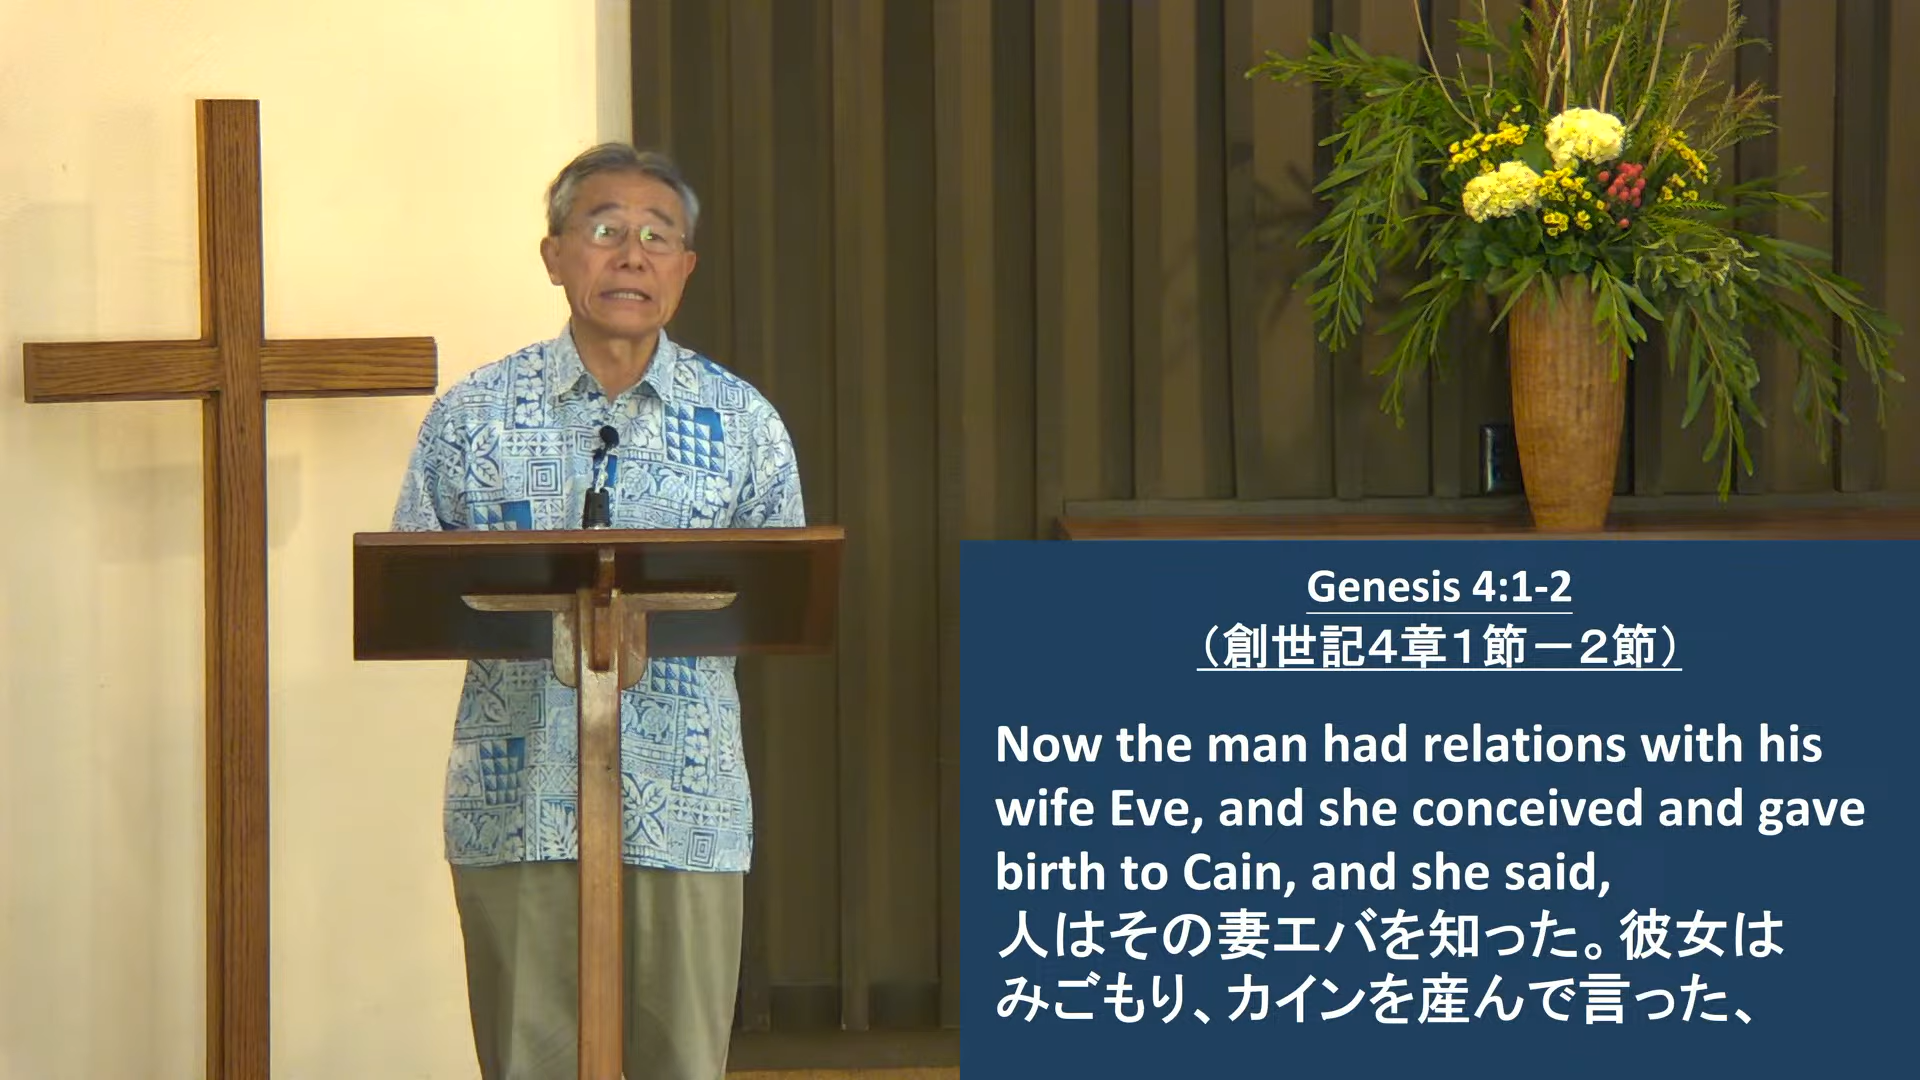 Genesis 4:1-2
（創世記４章１節－２節）
Now the man had relations with his
wife Eve, and she conceived and gave
birth to Cain, and she said,
人はその妻エバを知った。彼女は
みごもり、カインを産んで言った、